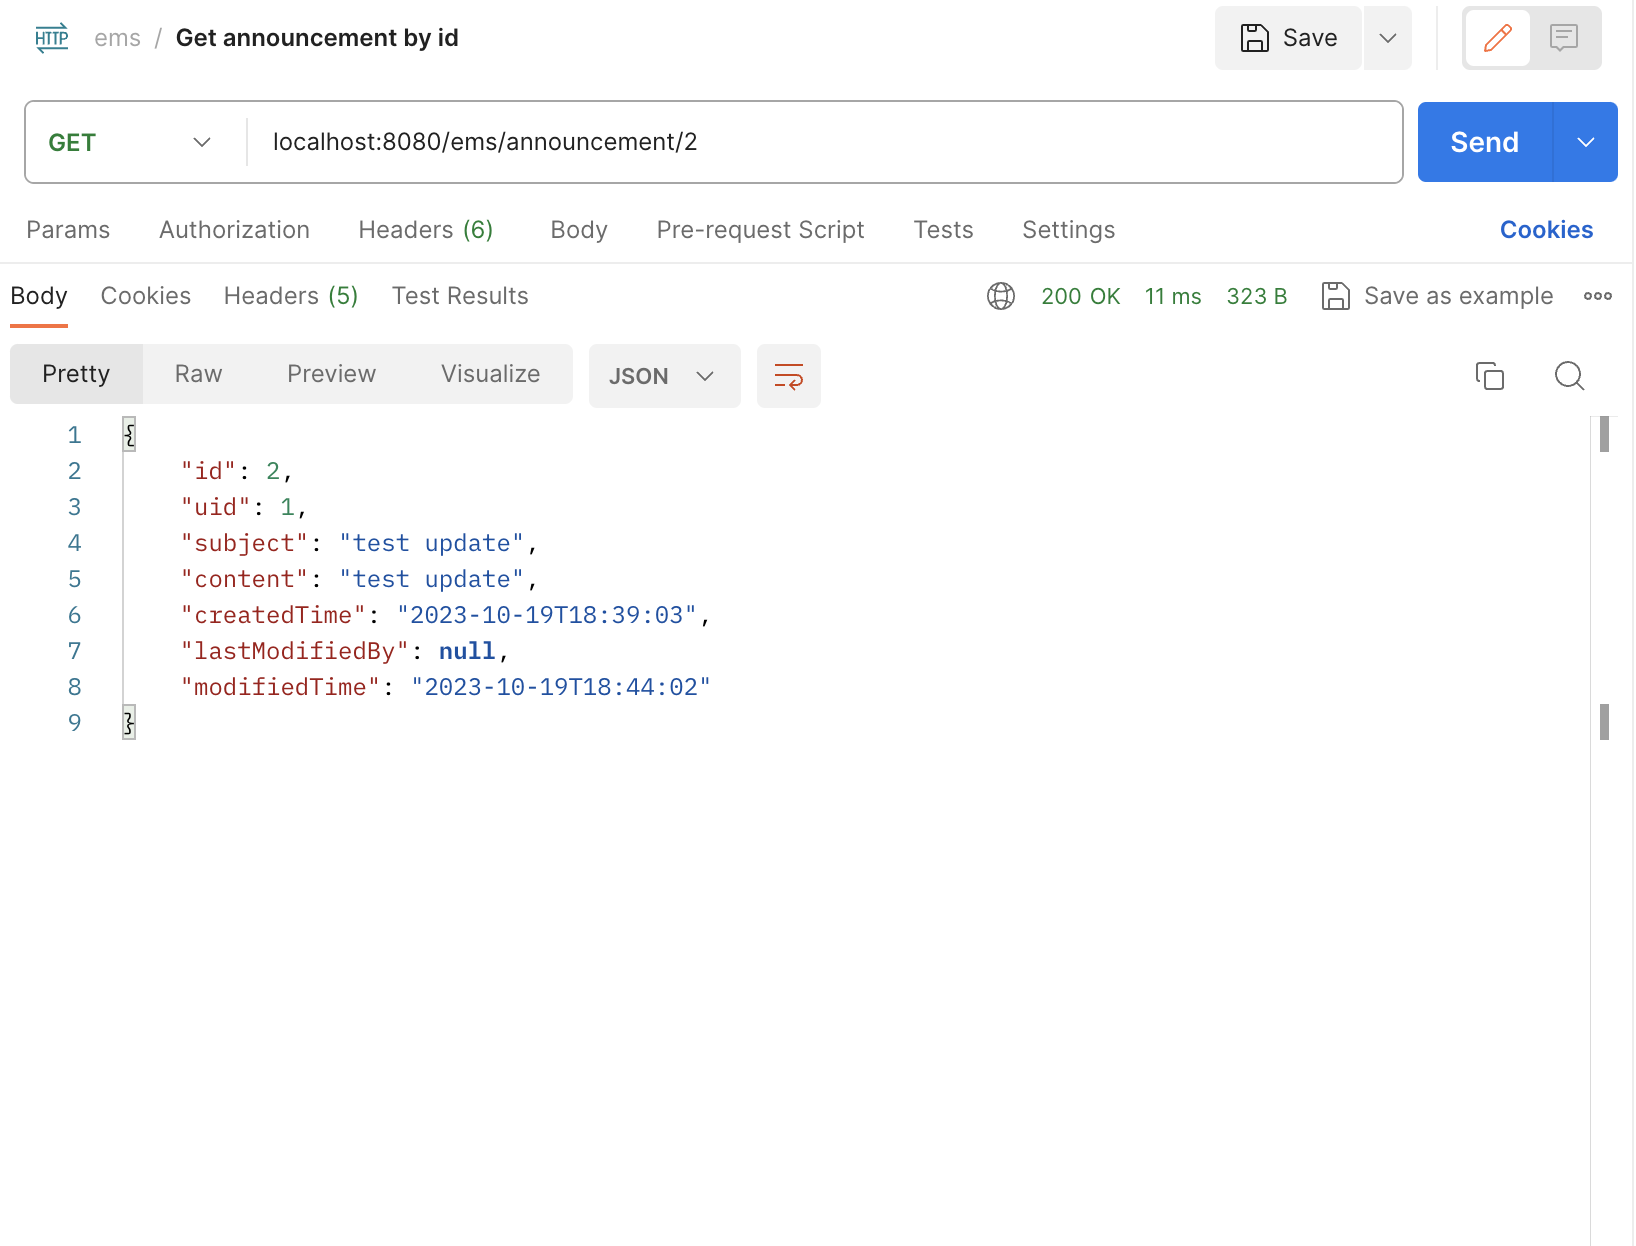 HTTP ems / Get announcement by id Save
GET localhost:8080/ems/announcement/2 Send
Params Authorization Headers (6) Body Pre-request Script Tests Settings Cookies
Body Cookies Headers (5) Test Results 200 OK 11 ms 323 B Save as example
Pretty Raw Preview Visualize JSON
1 {
2 "id": 2,
3 "uid": 1,
4 "subject": "test update",
5 "content": "test update",
6 "createdTime": "2023-10-19T18:39:03",
7 "lastModifiedBy": null,
8 "modifiedTime": "2023-10-19T18:44:02"
9 }